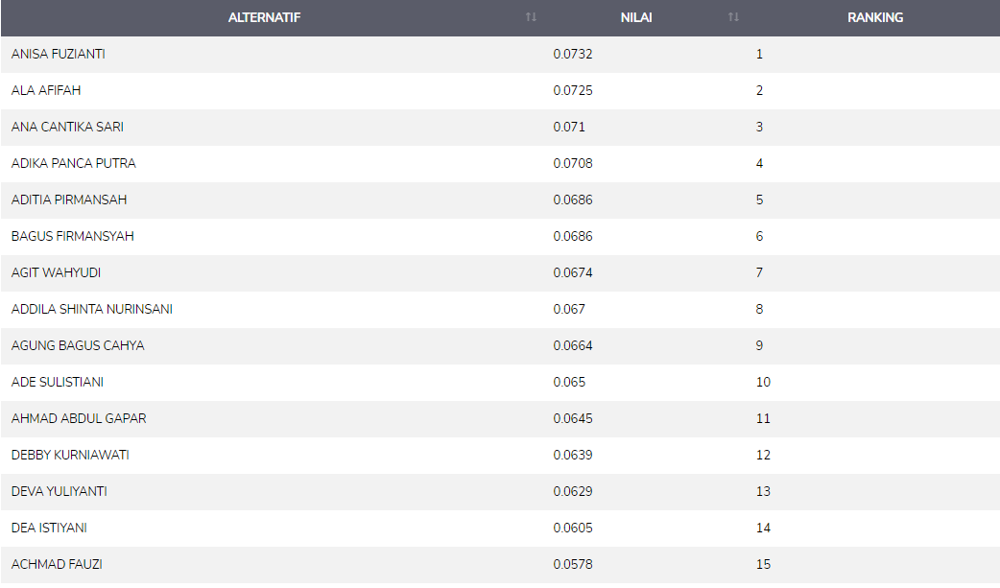 ALTERNATIF NILAI RANKING
ANISA FUZIANTI 0.0732 1
ALA AFIFAH 0.0725 2
ANA CANTIKA SARI 0.071 3
ADIKA PANCA PUTRA 0.0708 4
ADITIA PIRMANSAH 0.0686 5
BAGUS FIRMANSYAH 0.0686 6
AGIT WAHYUDI 0.0674 7
ADDILA SHINTA NURINSANI 0.067 8
AGUNG BAGUS CAHYA 0.0664 9
ADE SULISTIANI 0.065 10
AHMAD ABDUL GAPAR 0.0645 11
DEBBY KURNIAWATI 0.0639 12
DEVA YULIYANTI 0.0629 13
DEA ISTIYANI 0.0605 14
ACHMAD FAUZI 0.0578 15